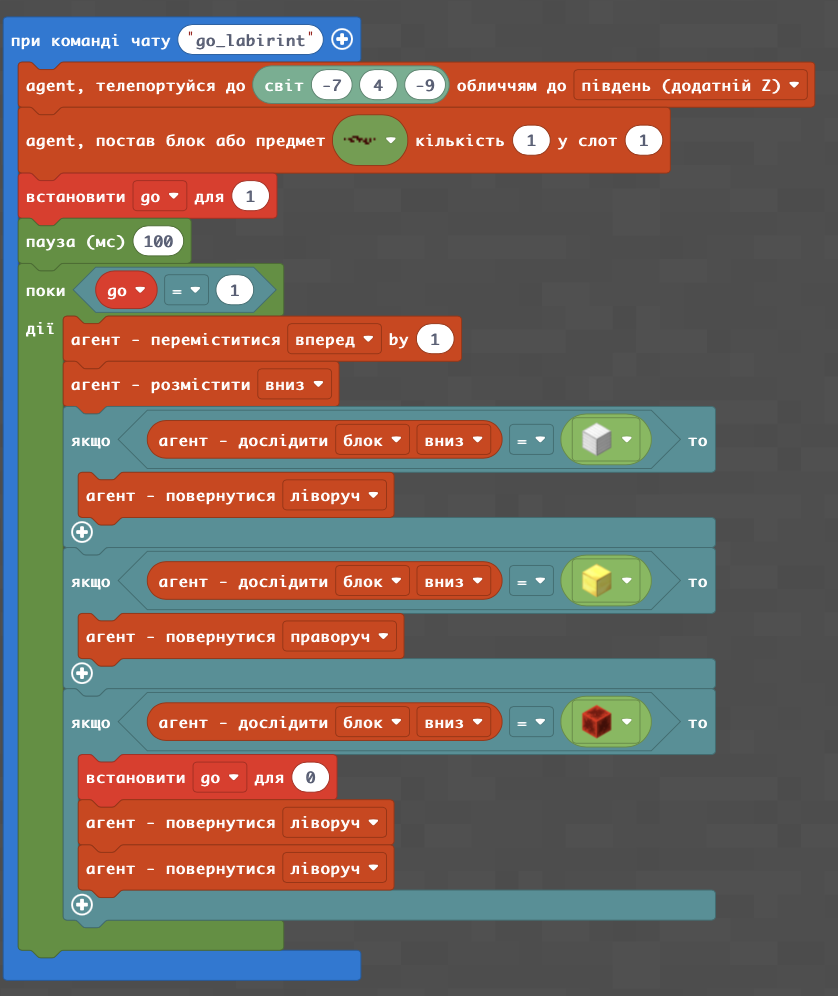 при команді чату "go_labirint"
agent, телепортуйся до світ -7 4 -9 обличчям до південь (додатній Z)
agent, постав блок або предмет кількість 1 у слот 1
встановити go для 1
пауза (мс) 100
поки go = 1
дії
агент - переміститися вперед by 1
агент - розмістити вниз
якщо агент - дослідити блок вниз = то
агент - повернутися ліворуч
якщо агент - дослідити блок вниз = то
агент - повернутися праворуч
якщо агент - дослідити блок вниз = то
встановити go для 0
агент - повернутися ліворуч
агент - повернутися ліворуч